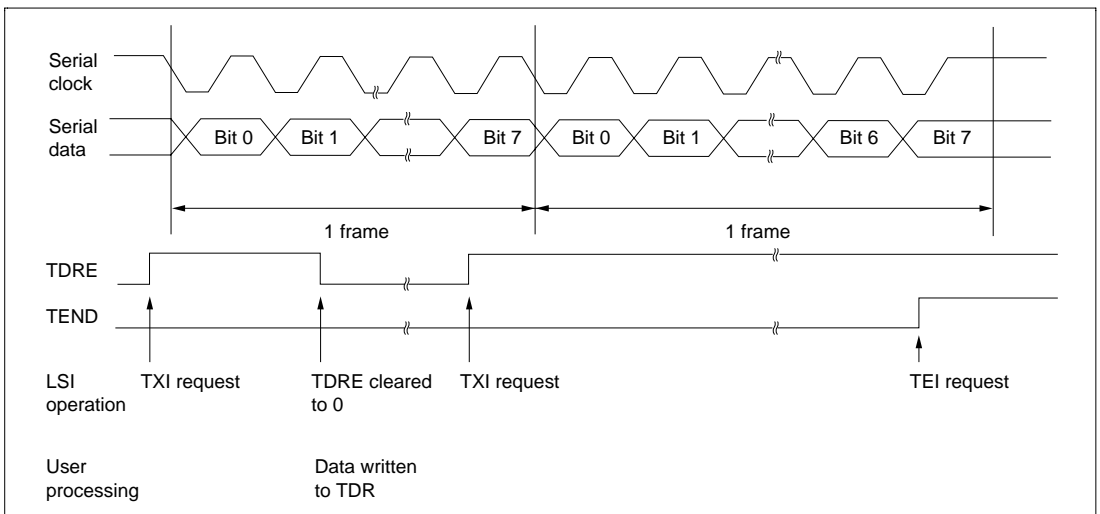 Serial
clock
Serial
data
Bit 0 Bit 1 Bit 7 Bit 0 Bit 1 Bit 6 Bit 7
1 frame 1 frame
TDRE
TEND
LSI
operation
TXI request
TDRE cleared
to 0
TXI request
TEI request
User
processing
Data written
to TDR